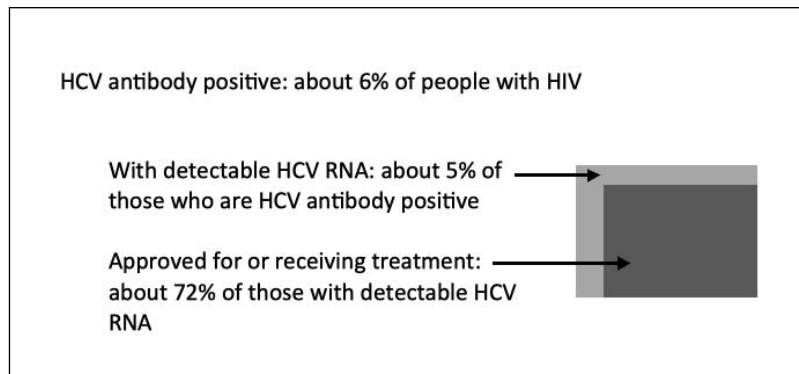 HCV antibody positive: about 6% of people with HIV
With detectable HCV RNA: about 5% of
those who are HCV antibody positive
Approved for or receiving treatment:
about 72% of those with detectable HCV
RNA